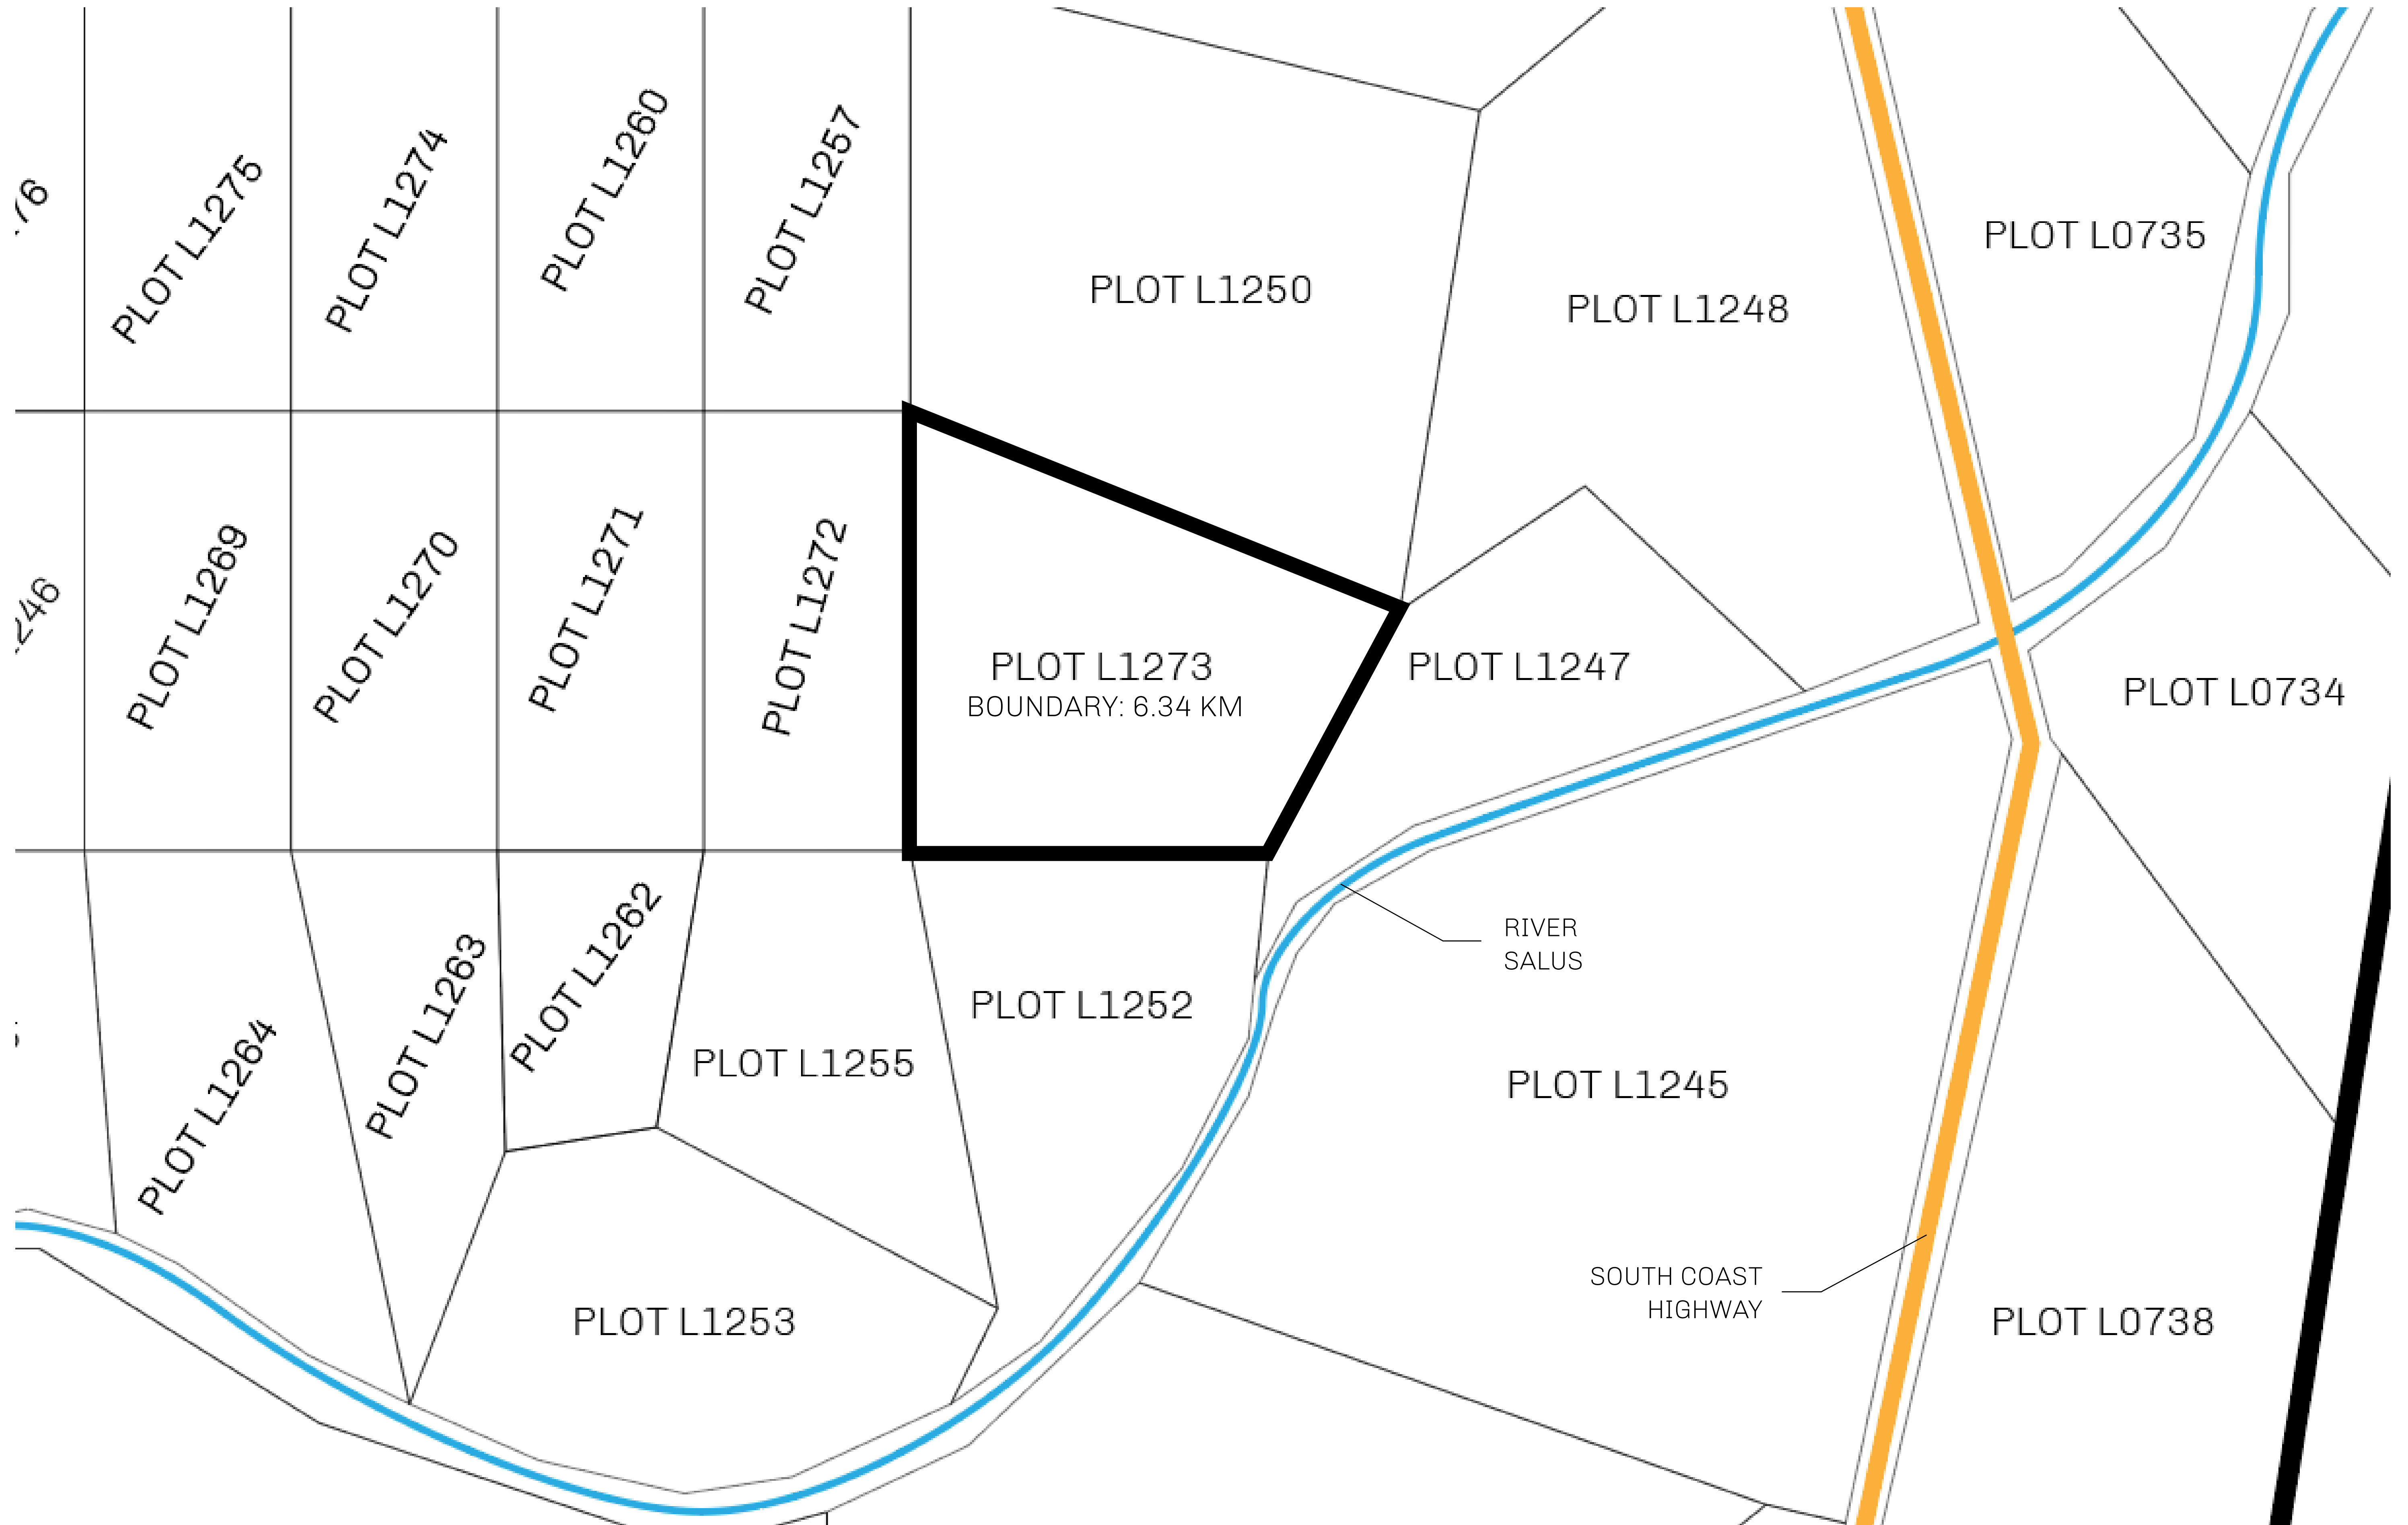 PLOT L1275
PLOT L1274
PLOT L1260
PLOT L1257
PLOT L1250
PLOT L1248
PLOT L0735
PLOT L1269
PLOT L1270
PLOT L1271
PLOT L1272
PLOT L1273
BOUNDARY: 6.34 KM
PLOT L1247
PLOT L0734
PLOT L1264
PLOT L1263
PLOT L1262
PLOT L1255
PLOT L1252
RIVER
SALUS
PLOT L1245
PLOT L1253
SOUTH COAST
HIGHWAY
PLOT L0738